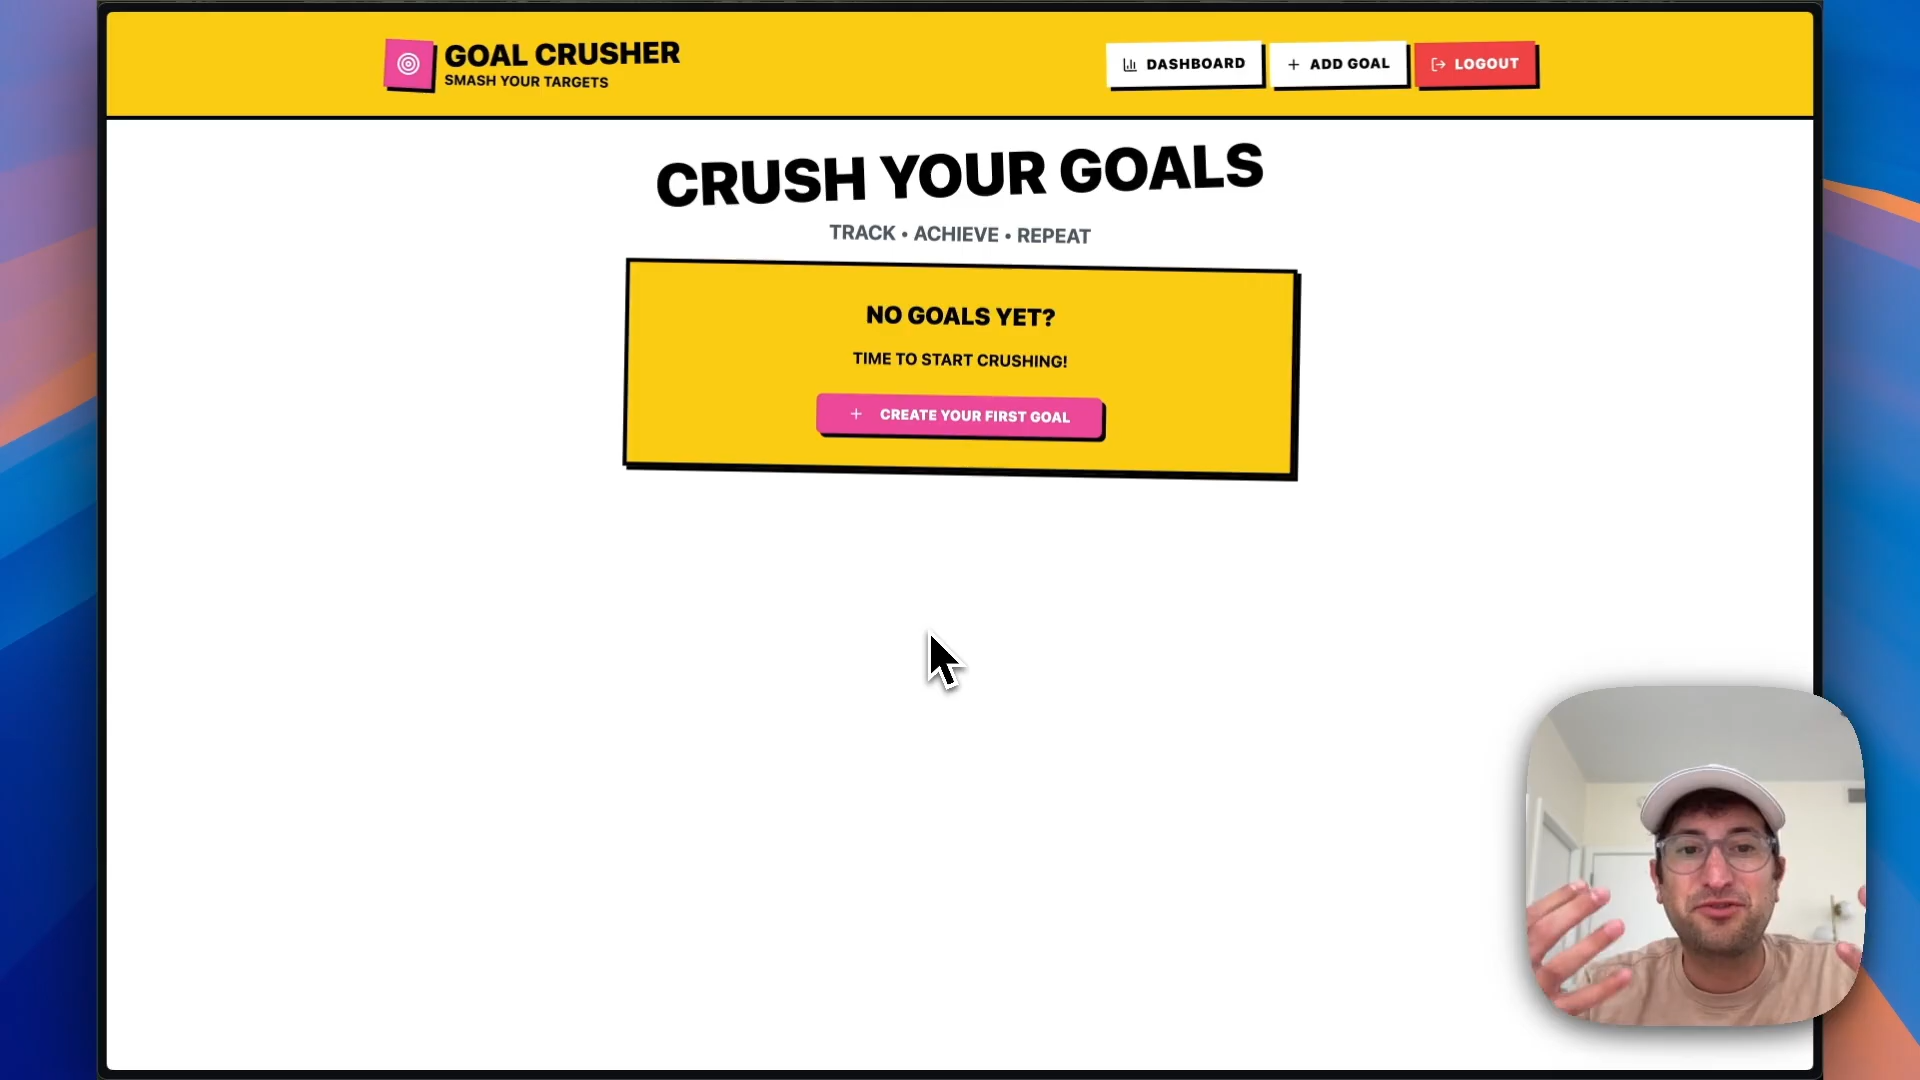 GOAL CRUSHER
SMASH YOUR TARGETS
DASHBOARD
ADD GOAL
LOGOUT
CRUSH YOUR GOALS
TRACK • ACHIEVE • REPEAT
NO GOALS YET?
TIME TO START CRUSHING!
+ CREATE YOUR FIRST GOAL